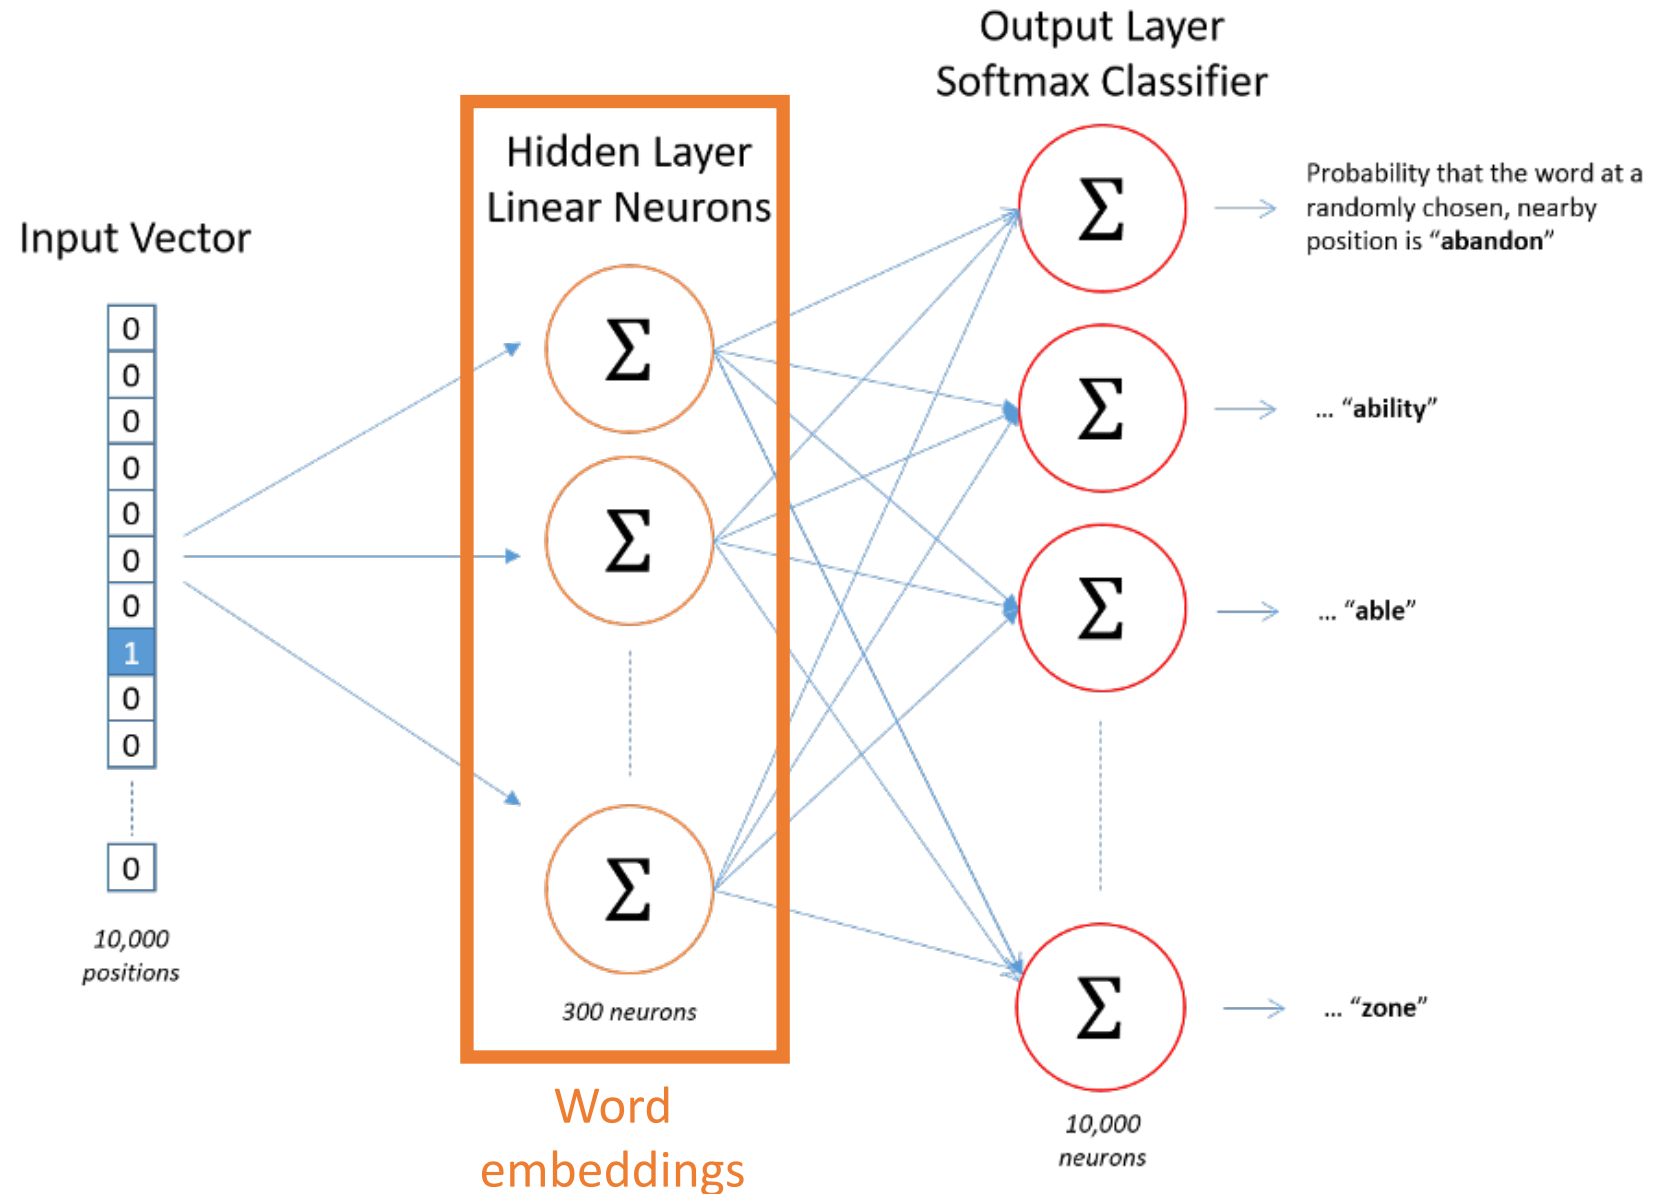 Input Vector
0
0
0
0
0
0
0
1
0
0
0
10,000
positions
Hidden Layer
Linear Neurons
Σ
Σ
Σ
300 neurons
Word
embeddings
Output Layer
Softmax Classifier
Σ
Σ
Σ
Σ
10,000
neurons
Probability that the word at a
randomly chosen, nearby
position is “abandon”
... “ability”
... “able”
... “zone”